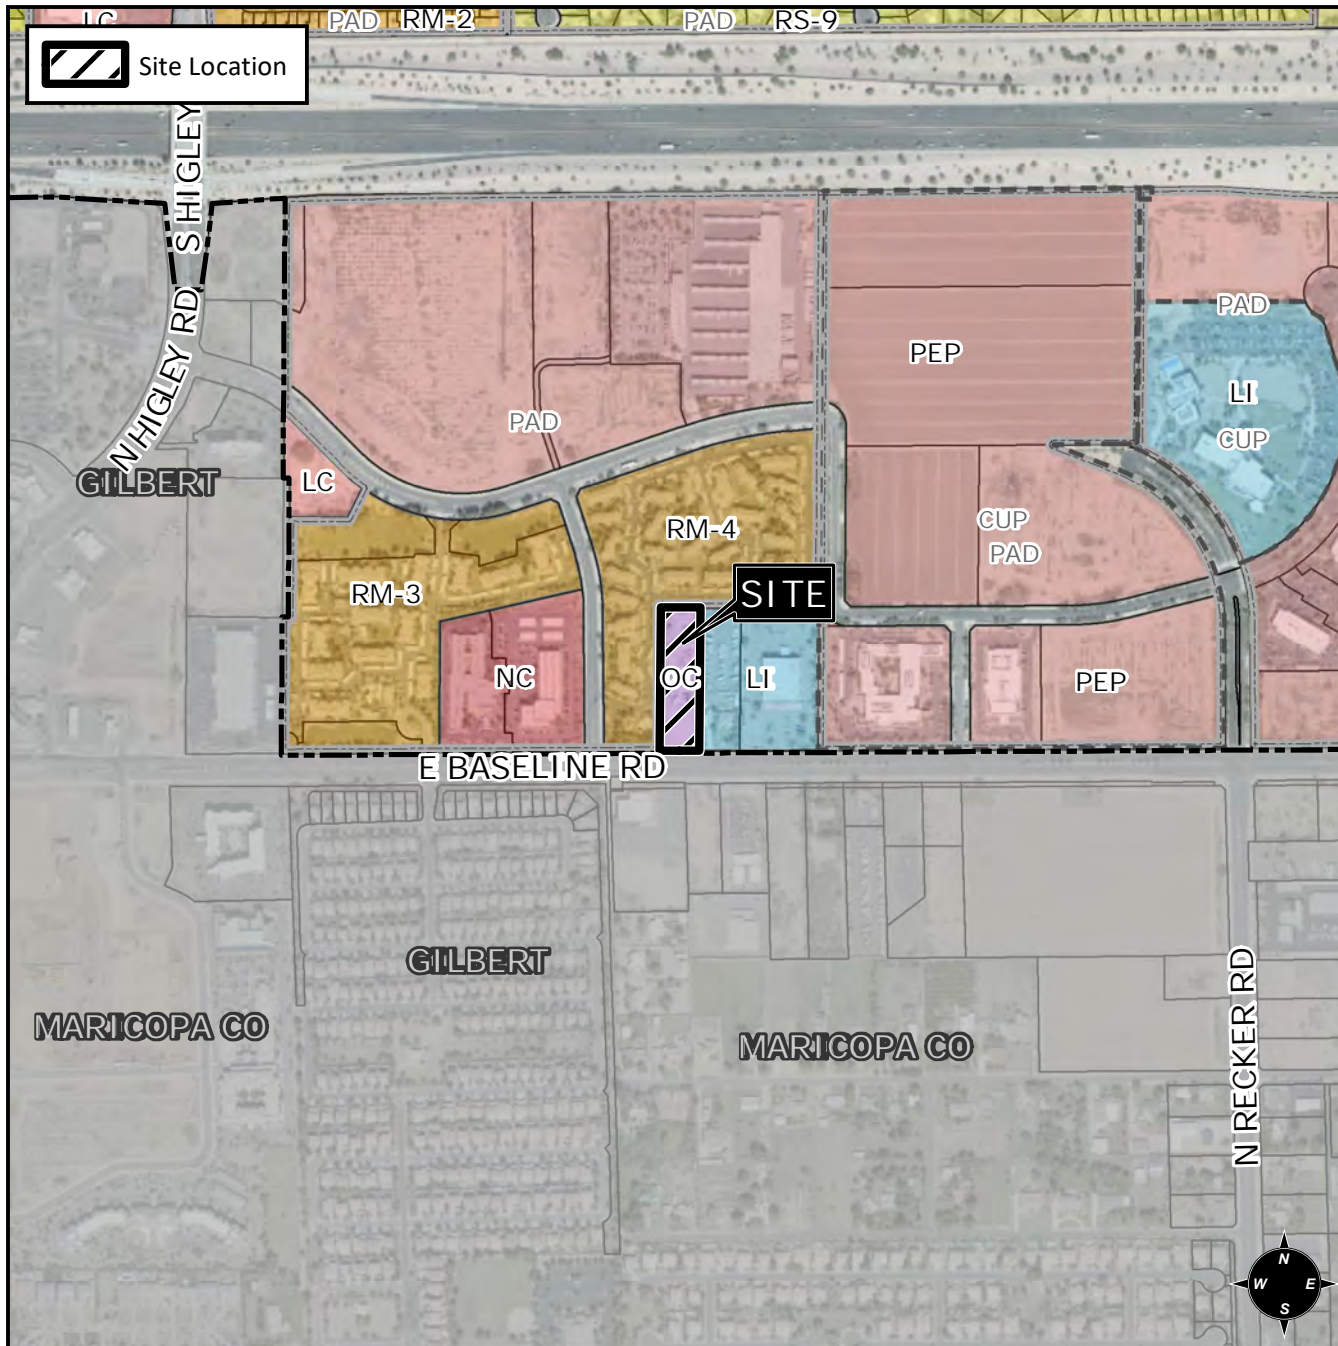 LC
PAD
RM-2
PAD
RS-9
Site Location
S HIGLEY
N HIGLEY RD
PAD
PEP
LI
CUP
PAD
GILBERT
LC
CUP
PAD
RM-4
RM-3
SITE
NC
OC
LI
PEP
E BASELINE RD
GILBERT
MARICOPA CO
MARICOPA CO
N RECKER RD
N
W
E
S